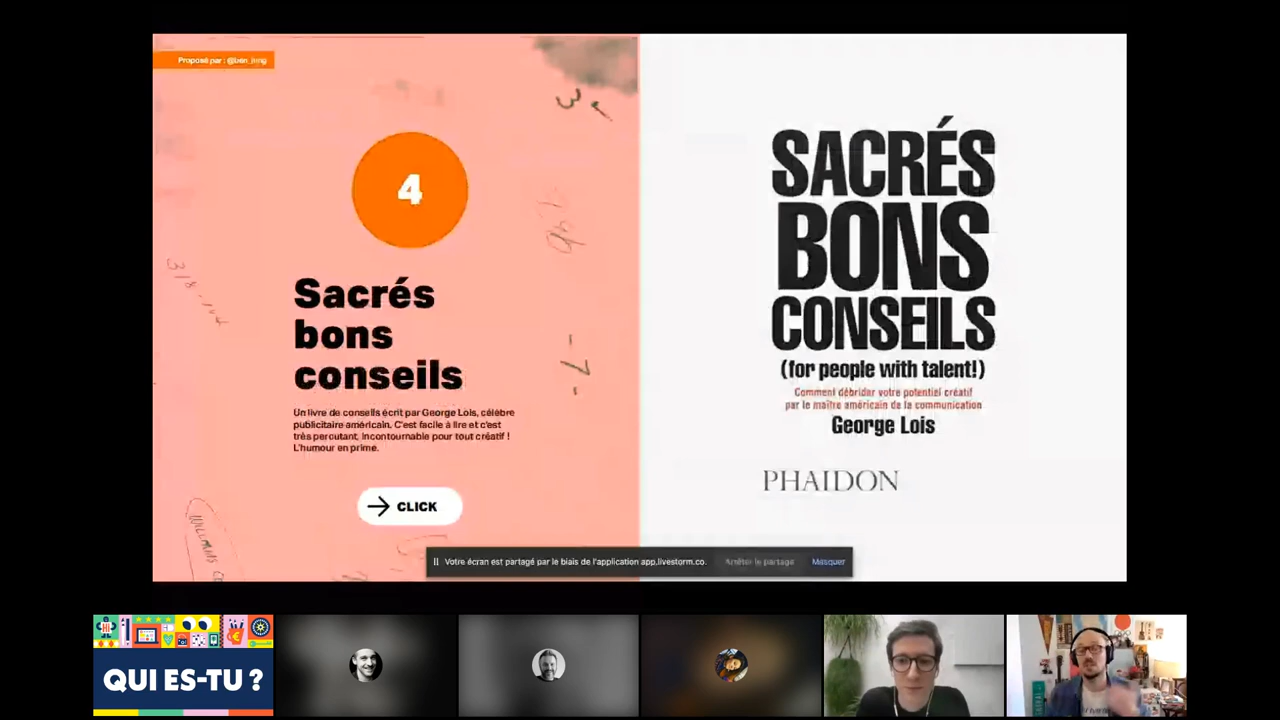 Proposé par : @ben_jmng
4
Sacrés
bons
conseils
Un livre de conseils écrit par George Lois, célèbre
publicitaire américain. C'est facile à lire et c'est
très percutant, incontournable pour tout créatif !
L'humour en prime.
→ CLICK
SACRÉS
BONS
CONSEILS
(for people with talent!)
Comment débrider votre potentiel créatif
par le maître américain de la communication
George Lois
PHAIDON
Votre écran est partagé par le biais de l'application app.livestorm.co.
Arrêter le partage
Masquer
HI
QUI ES-TU ?